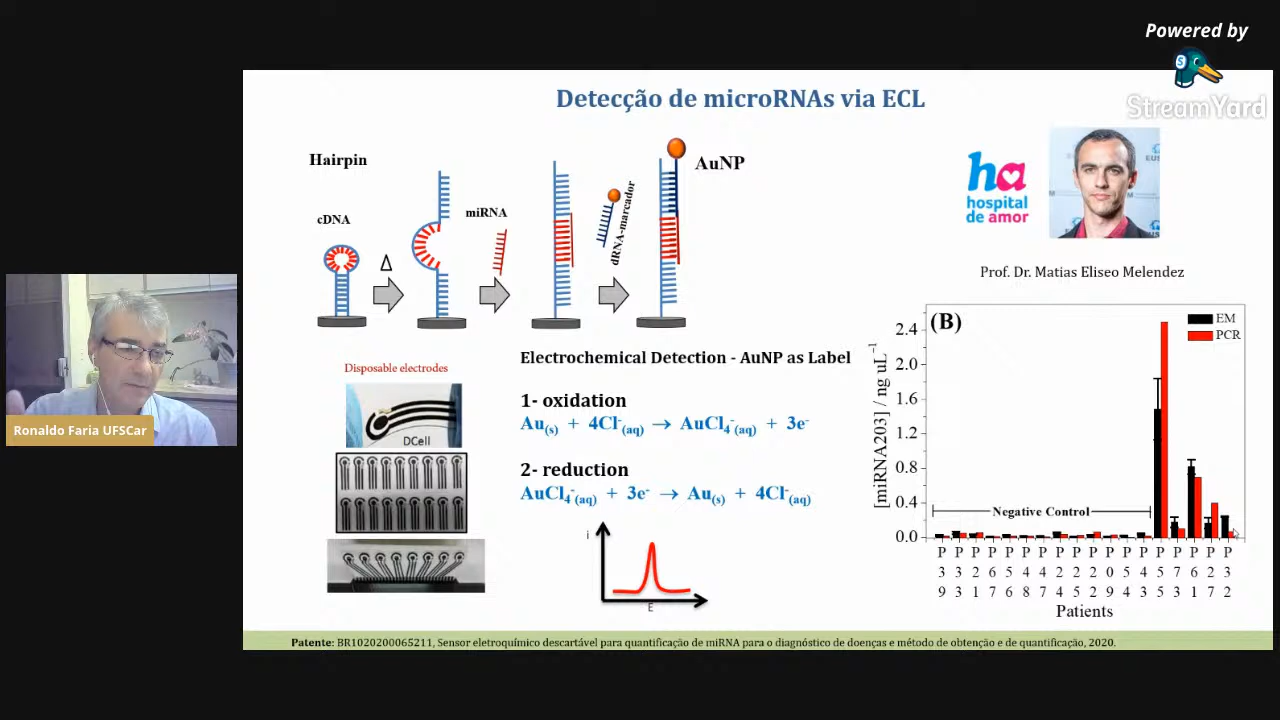 Powered by
StreamYard
Detecção de microRNAs via ECL
Hairpin
cDNA
Δ
miRNA
dRNA-marcador
AuNP
ha
hospital
de amor
Prof. Dr. Matias Eliseo Melendez
Ronaldo Faria UFSCar
Disposable electrodes
DCell
Electrochemical Detection - AuNP as Label
1- oxidation
Au(s) + 4Cl-(aq) → AuCl4-(aq) + 3e-
2- reduction
AuCl4-(aq) + 3e- → Au(s) + 4Cl-(aq)
i
E
(B)
EM
PCR
[miRNA203] / ng uL-1
2.4
2.0
1.6
1.2
0.8
0.4
0.0
Negative Control
P P P P P P P P P P P P P P P P P P
3 3 2 6 5 4 4 2 2 3 0 5 4 5 7 6 2 3
9 3 1 7 6 8 7 4 5 2 9 4 3 5 3 1 7 2
Patients
Patente: BR1020200065211, Sensor eletroquímico descartável para quantificação de miRNA para o diagnóstico de doenças e método de obtenção e de quantificação, 2020.